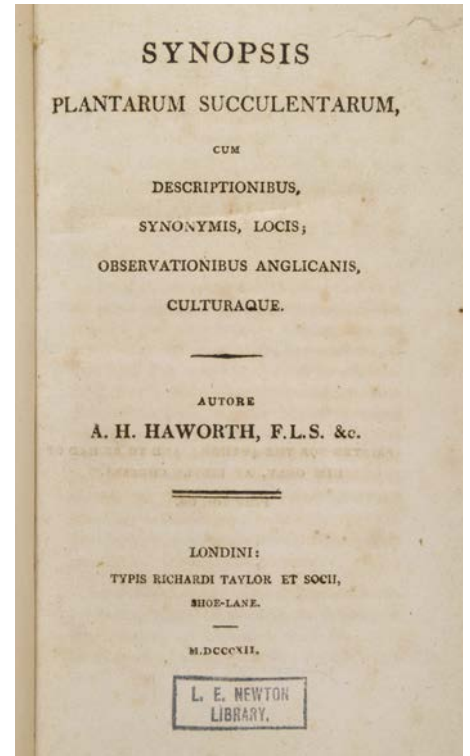 SYNOPSIS
PLANTARUM SUCCULENTARUM,
CUM
DESCRIPTIONIBUS,
SYNONYMIS, LOCIS;
OBSERVATIONIBUS ANGLICANIS,
CULTURAQUE.
AUTORE
A. H. HAWORTH, F.L.S. &c.
LONDINI:
TYPIS RICHARDI TAYLOR ET SOCII,
SHOE-LANE.
M.DCCCXII.
L. E. NEWTON
LIBRARY.